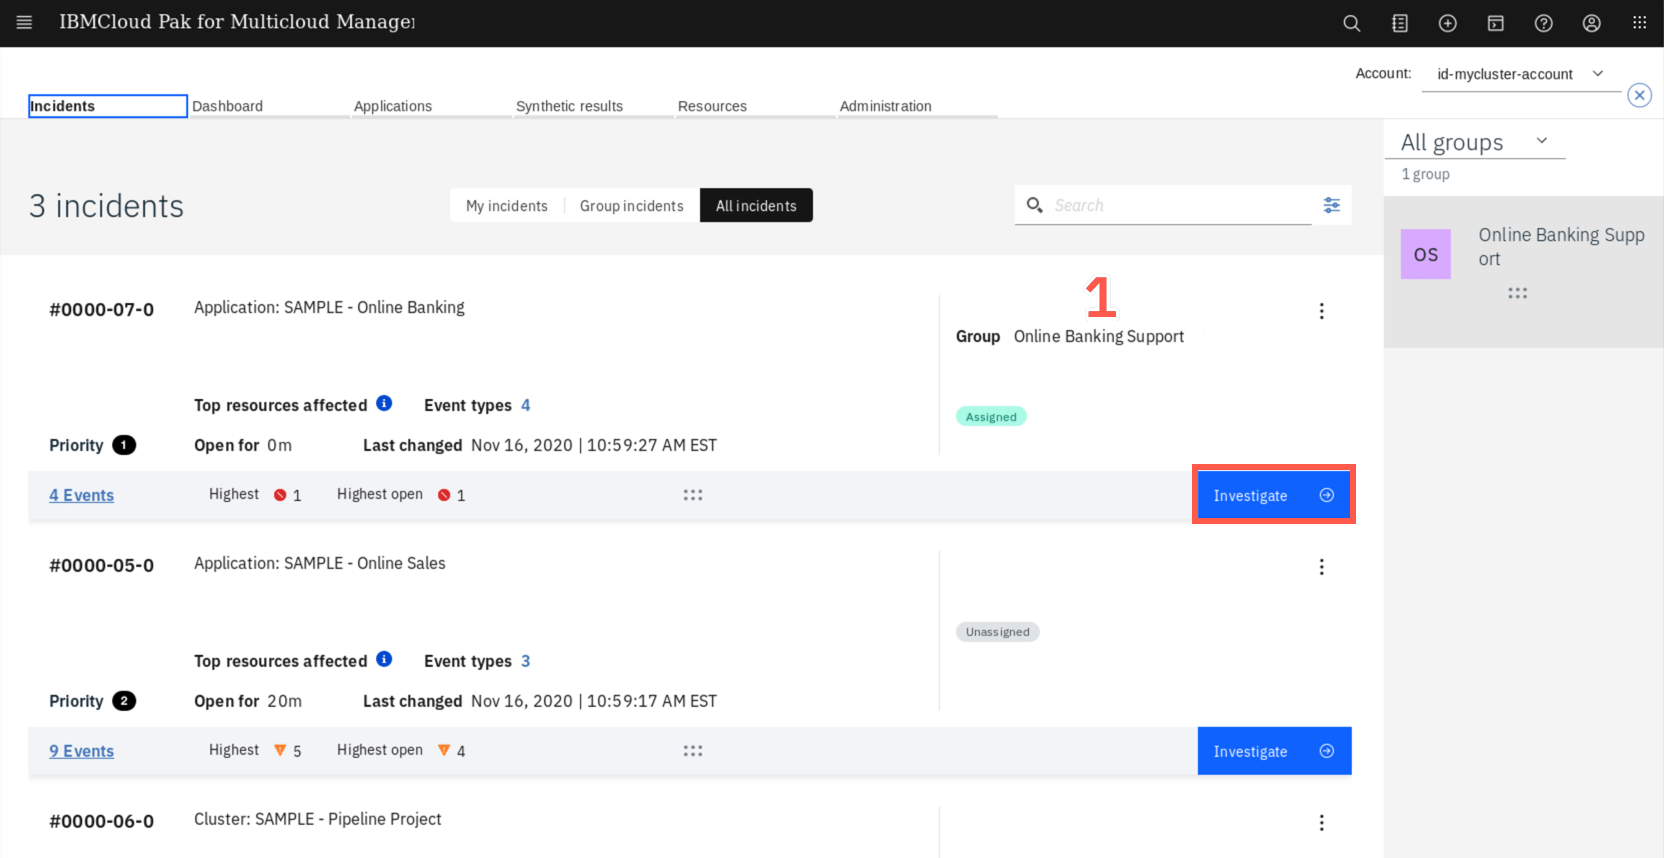 IBMCloud Pak for Multicloud Manager
Account: id-mycluster-account
Incidents Dashboard Applications Synthetic results Resources Administration
All groups
1 group
3 incidents
My incidents Group incidents All incidents
Search
OS
Online Banking Supp
ort
#0000-07-0 Application: SAMPLE - Online Banking
1
Group Online Banking Support
Top resources affected Event types 4
Assigned
Priority 1 Open for 0m Last changed Nov 16, 2020 | 10:59:27 AM EST
4 Events Highest 1 Highest open 1 Investigate
#0000-05-0 Application: SAMPLE - Online Sales
Unassigned
Top resources affected Event types 3
Priority 2 Open for 20m Last changed Nov 16, 2020 | 10:59:17 AM EST
9 Events Highest 5 Highest open 4 Investigate
#0000-06-0 Cluster: SAMPLE - Pipeline Project